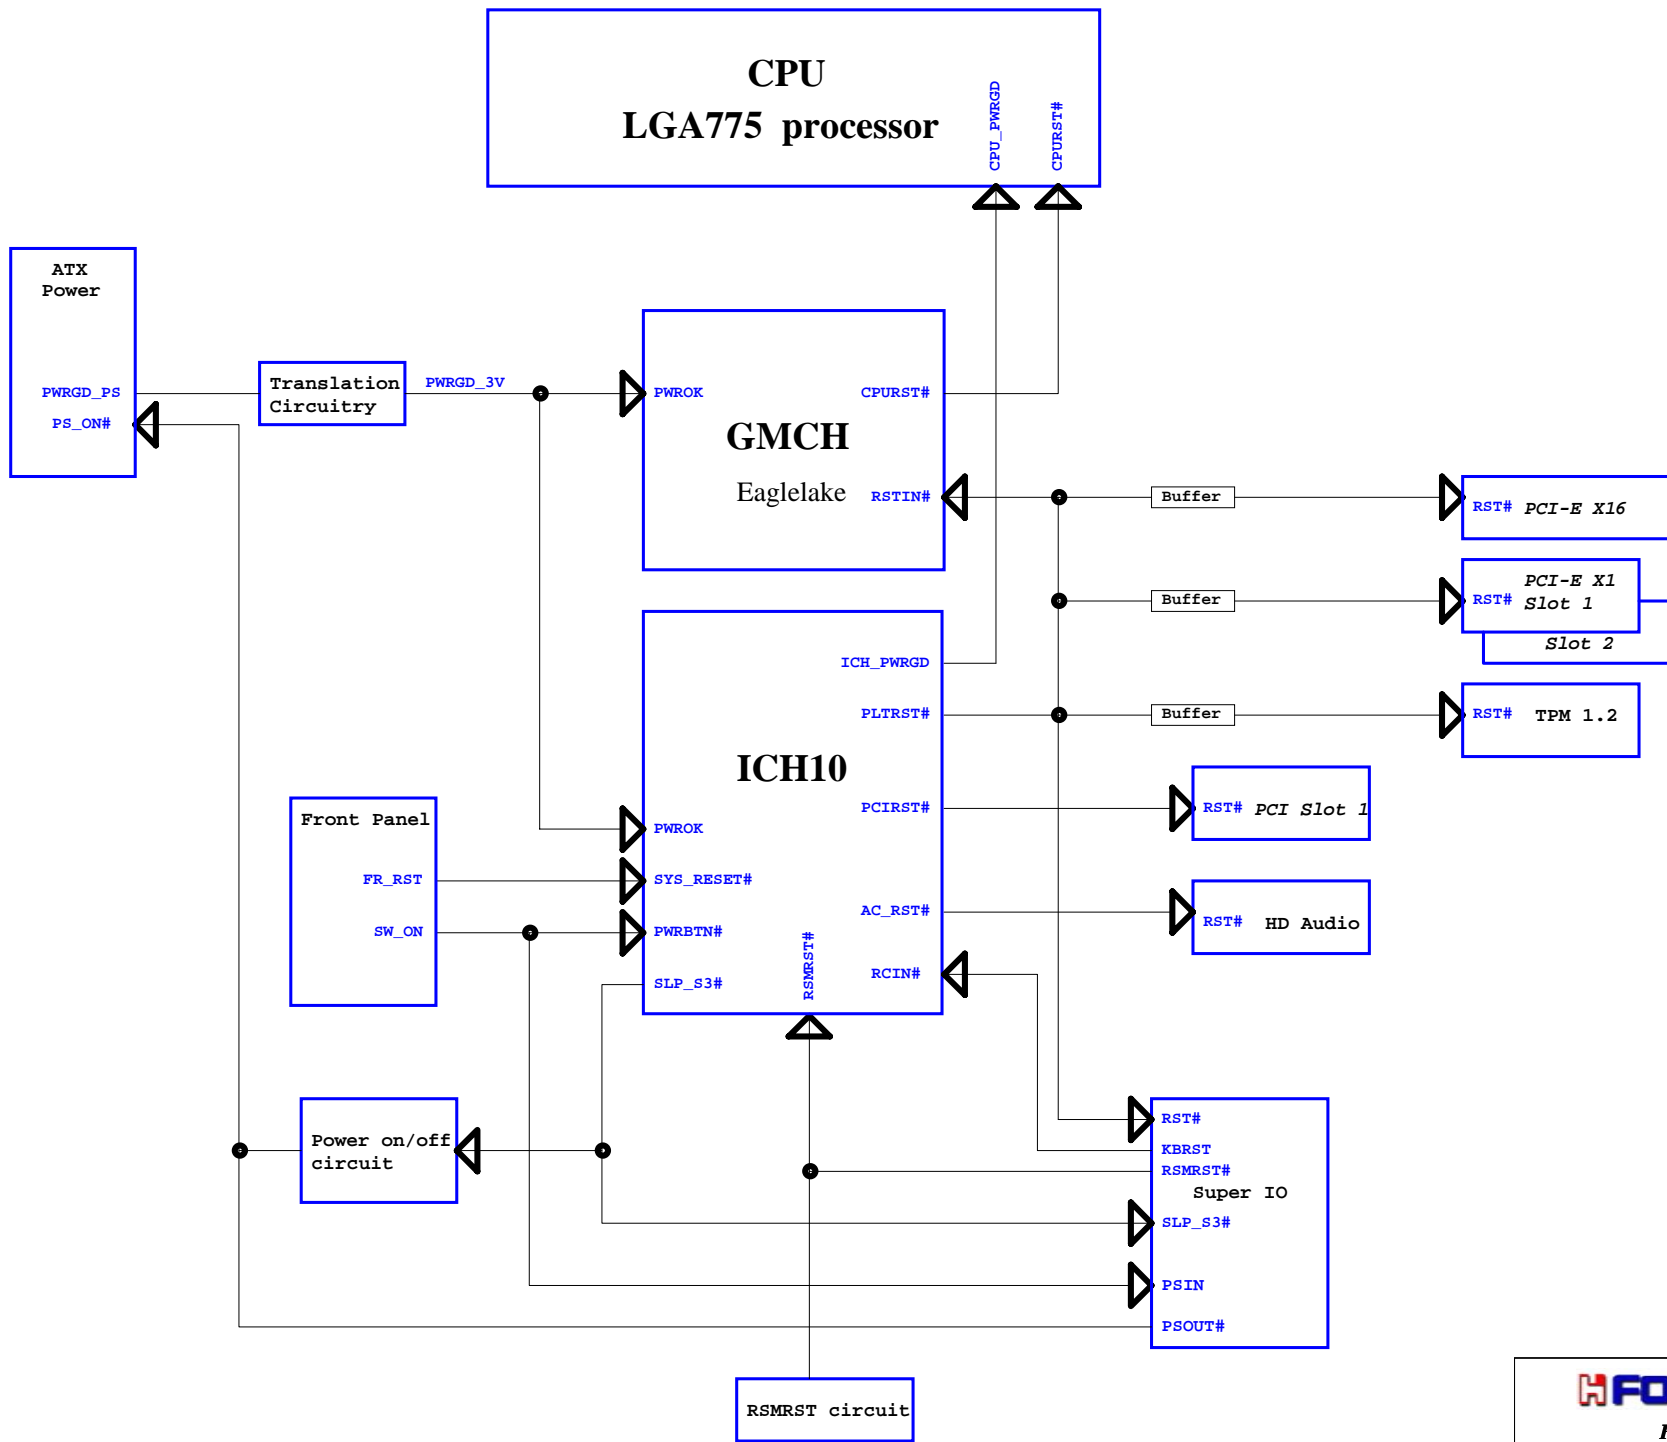 CPU
LGA775 processor
CPU_PWRGD
CPURST#
ATX
Power
PWRGD_PS
PS_ON#
Translation
Circuitry
PWRGD_3V
PWROK
CPURST#
GMCH
Eaglelake
RSTIN#
Buffer
RST# PCI-E X16
Buffer
PCI-E X1
RST# Slot 1
Slot 2
ICH_PWRGD
PLTRST#
Buffer
RST# TPM 1.2
ICH10
PCIRST#
RST# PCI Slot 1
Front Panel
PWROK
FR_RST
SYS_RESET#
SW_ON
PWRBTN#
SLP_S3#
RSMRST#
AC_RST#
RST# HD Audio
RCIN#
Power on/off
circuit
RST#
KBRST
RSMRST#
Super IO
SLP_S3#
PSIN
PSOUT#
RSMRST circuit